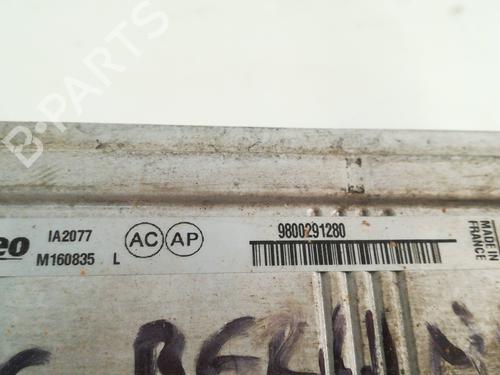 B-PARTS
eo IA2077 AC AP 9800291280 MADE IN FRANCE
M160835 L